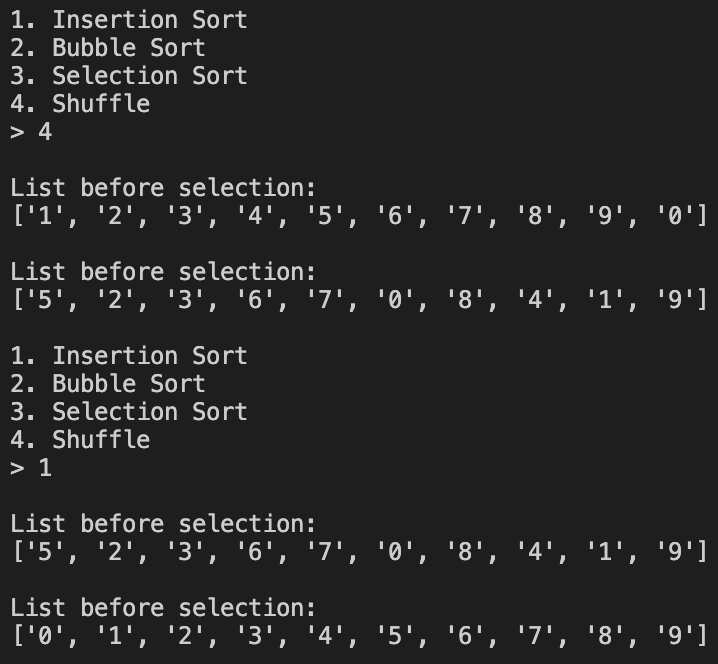 1. Insertion Sort
2. Bubble Sort
3. Selection Sort
4. Shuffle
> 4
List before selection:
['1', '2', '3', '4', '5', '6', '7', '8', '9', '0']
List before selection:
['5', '2', '3', '6', '7', '0', '8', '4', '1', '9']
1. Insertion Sort
2. Bubble Sort
3. Selection Sort
4. Shuffle
> 1
List before selection:
['5', '2', '3', '6', '7', '0', '8', '4', '1', '9']
List before selection:
['0', '1', '2', '3', '4', '5', '6', '7', '8', '9']